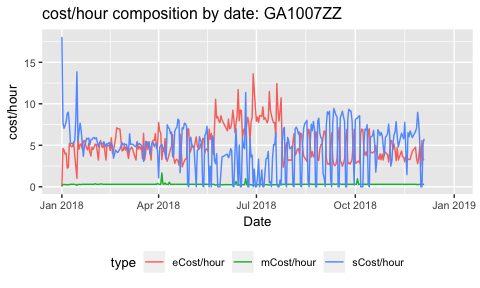 cost/hour composition by date: GA1007ZZ
cost/hour
15
10
5
0
Jan 2018 Apr 2018 Jul 2018 Oct 2018 Jan 2019
Date
type eCost/hour mCost/hour sCost/hour